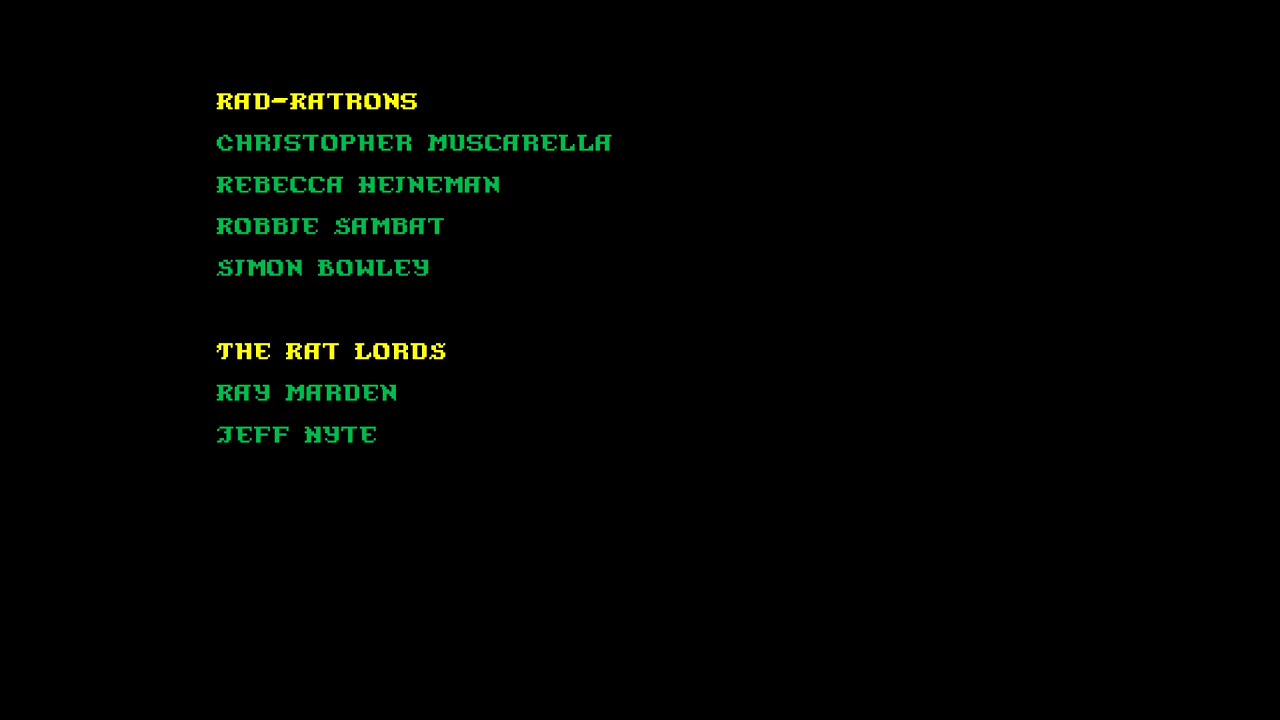 RAD-RATRONS
CHRISTOPHER MUSCARELLA
REBECCA HEINEMAN
ROBBIE SAMBAT
SIMON BOWLEY
THE RAT LORDS
RAY MARDEN
JEFF NYTE